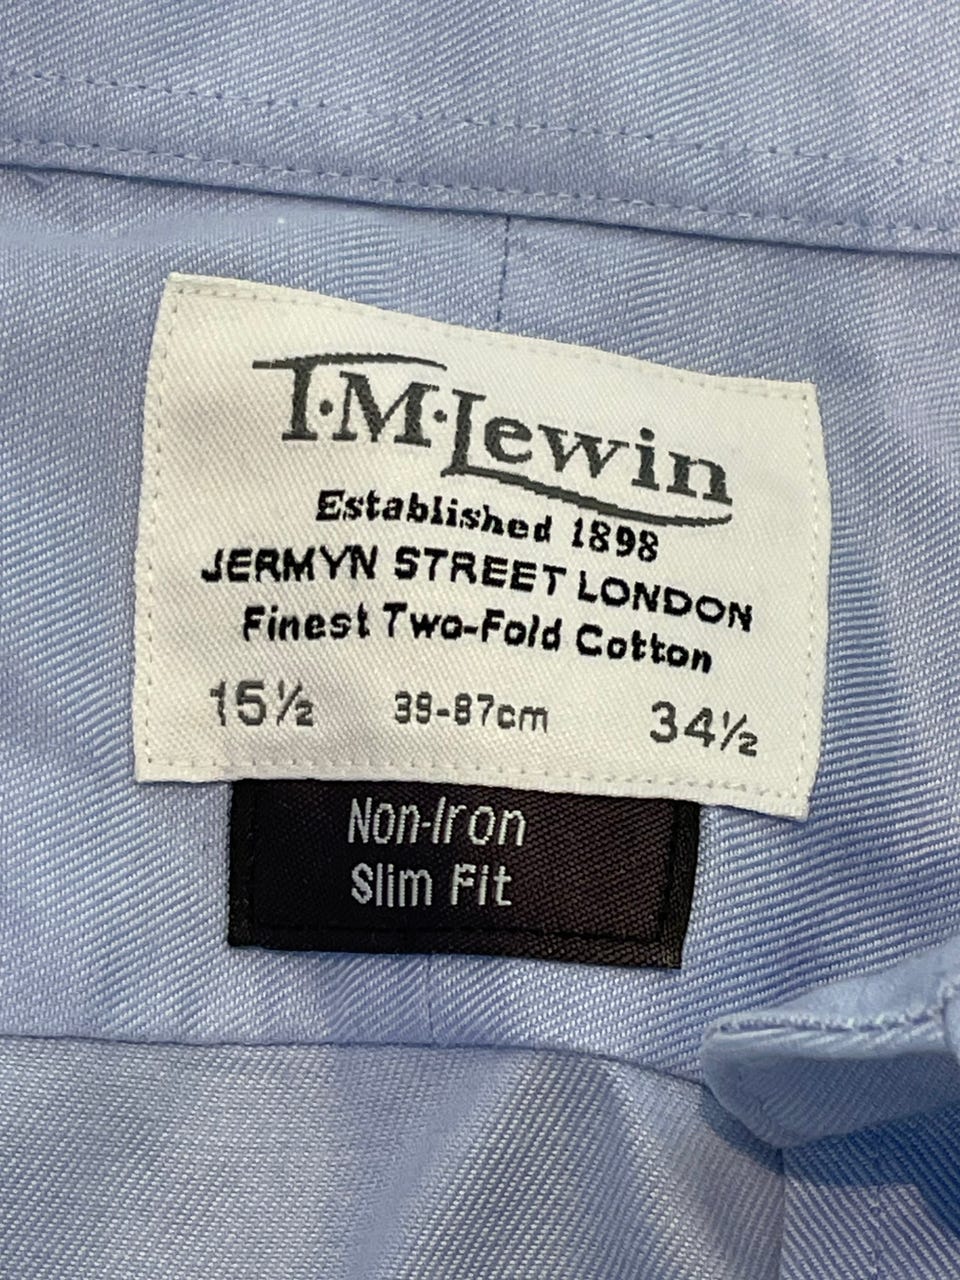 T·M·Lewin
Established 1898
JERMYN STREET LONDON
Finest Two-Fold Cotton
15½ 39-87cm 34½
Non-Iron
Slim Fit